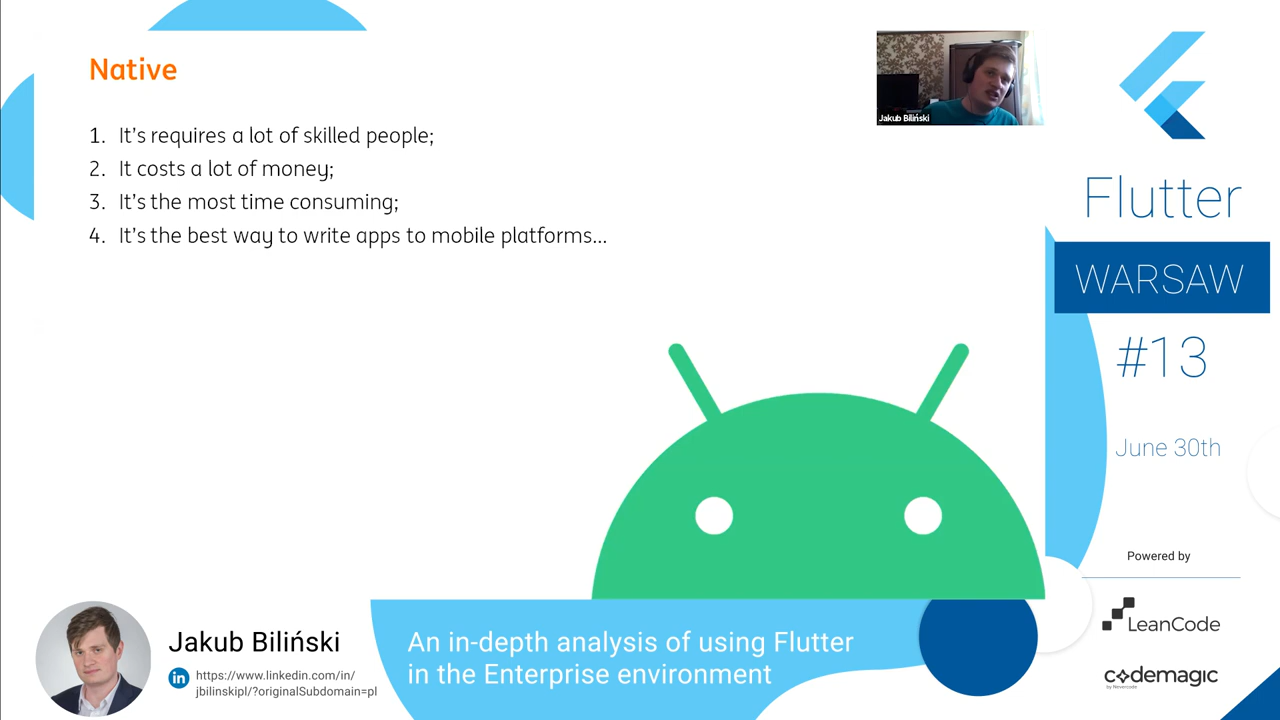 Native
1. It's requires a lot of skilled people;
2. It costs a lot of money;
3. It's the most time consuming;
4. It's the best way to write apps to mobile platforms...
Jakub Biliński
Flutter
WARSAW
#13
June 30th
Powered by
LeanCode
codemagic
by Nevercode
Jakub Biliński
in
https://www.linkedin.com/in/
jbilinskipl/?originalSubdomain=pl
An in-depth analysis of using Flutter
in the Enterprise environment